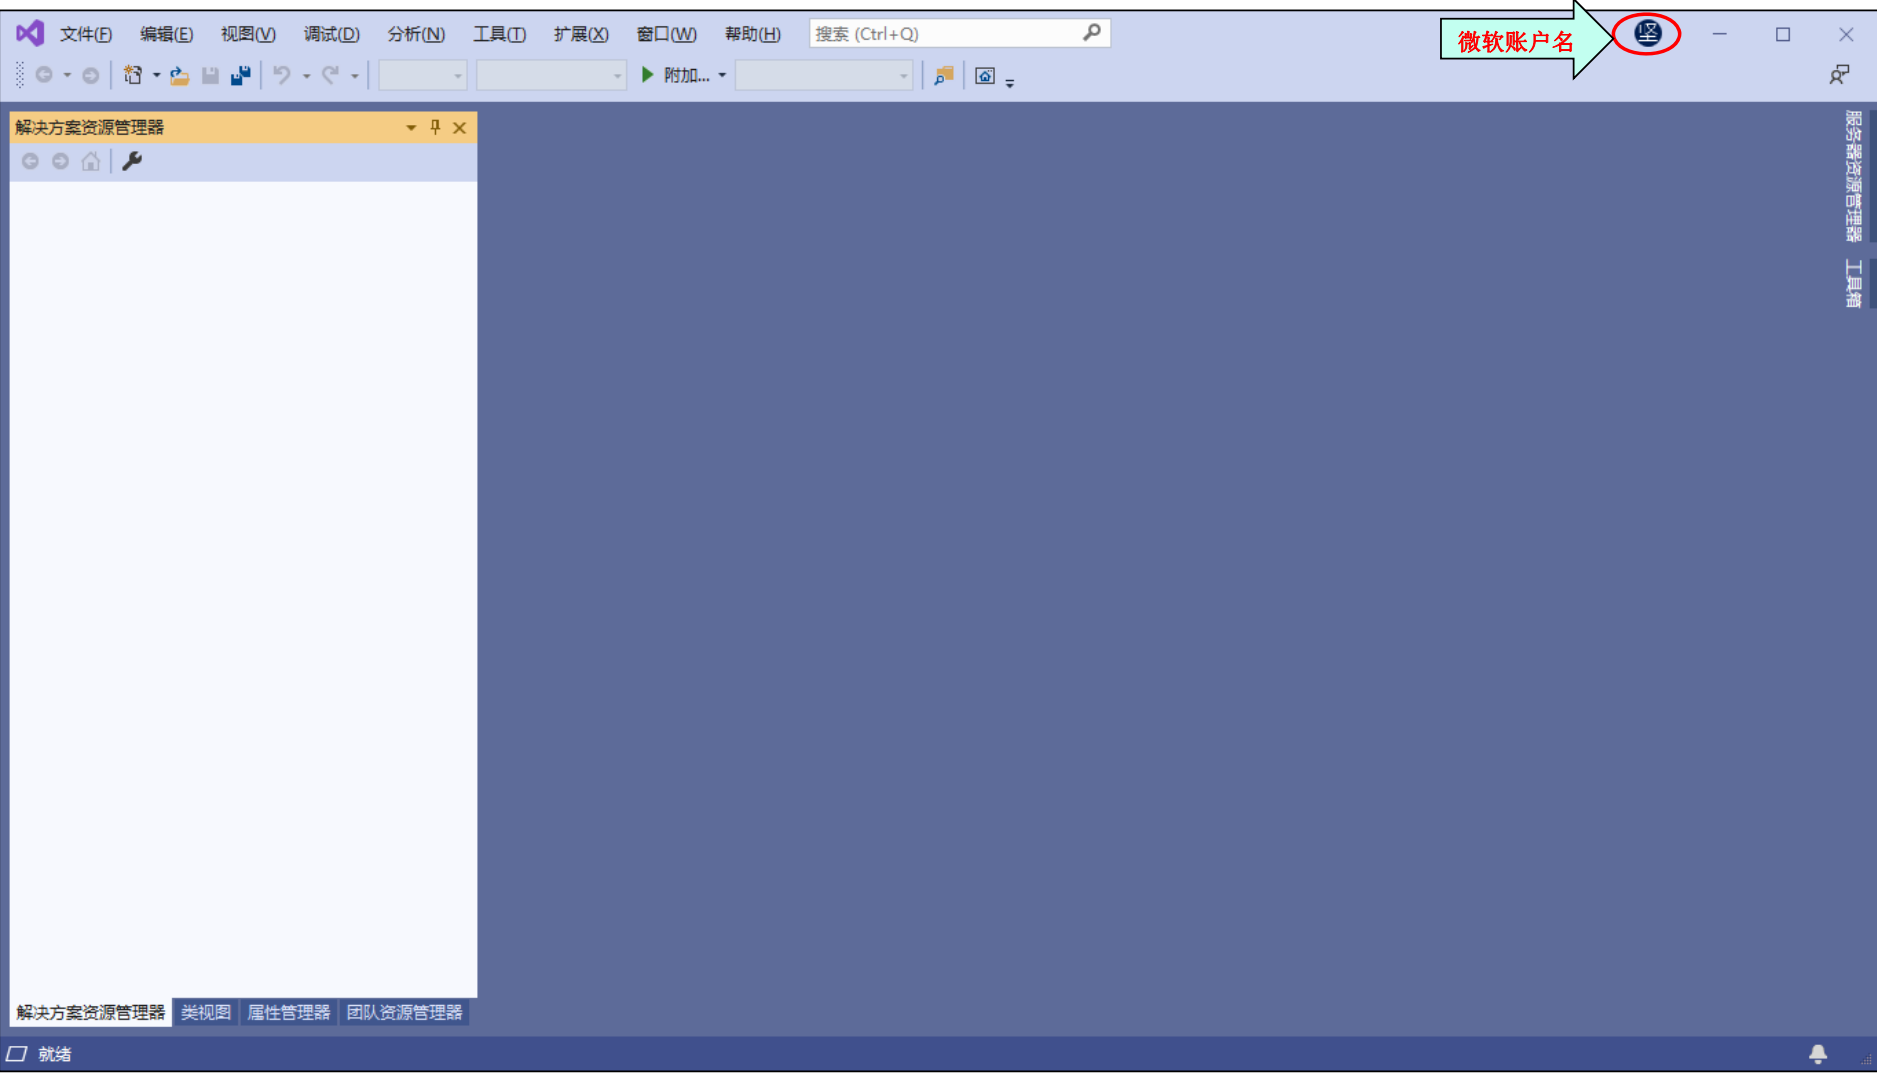 文件(F) 编辑(E) 视图(V) 调试(D) 分析(N) 工具(T) 扩展(X) 窗口(W) 帮助(H) 搜索 (Ctrl+Q)
微软账户名
坚
附加...
解决方案资源管理器
服务器资源管理器
工具箱
解决方案资源管理器 类视图 属性管理器 团队资源管理器
就绪